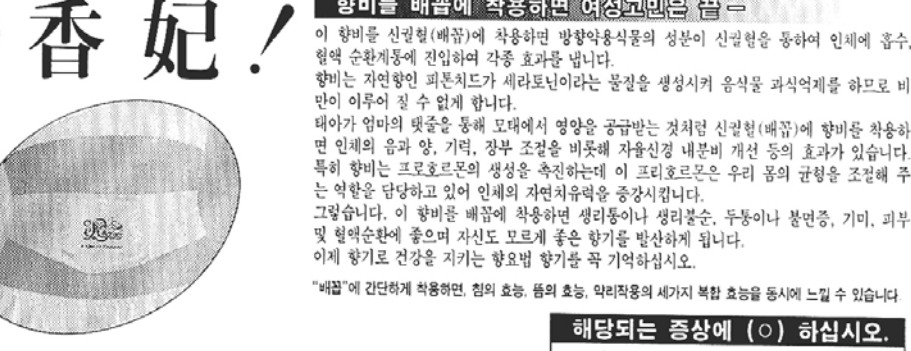 香妃!
향비를 배꼽에 착용하면 여성고민은 끝 —
이 향비를 신궐혈(배꼽)에 착용하면 방향약용식물의 성분이 신궐혈을 통하여 인체에 흡수,
혈액 순환계통에 진입하여 각종 효과를 냅니다.
향비는 자연향인 피톤치드가 세라토닌이라는 물질을 생성시켜 음식물 과식억제를 하므로 비
만이 이루어 질 수 없게 합니다.
태아가 엄마의 탯줄을 통해 모태에서 영양을 공급받는 것처럼 신궐혈(배꼽)에 향비를 착용하
면 인체의 음과 양, 기력, 장부 조절을 비롯해 자율신경 내분비 개선 등의 효과가 있습니다.
특히 향비는 프로호르몬의 생성을 촉진하는데 이 프리호르몬은 우리 몸의 균형을 조절해 주
는 역할을 담당하고 있어 인체의 자연치유력을 증강시킵니다.
그렇습니다. 이 향비를 배꼽에 착용하면 생리통이나 생리불순, 두통이나 불면증, 기미, 피부
및 혈액순환에 좋으며 자신도 모르게 좋은 향기를 발산하게 됩니다.
이제 향기로 건강을 지키는 향요법 향기를 꼭 기억하십시오.
"배꼽"에 간단하게 착용하면, 침의 효능, 뜸의 효능, 약리작용의 세가지 복합 효능을 동시에 느낄 수 있습니다.
해당되는 증상에 (○) 하십시오.